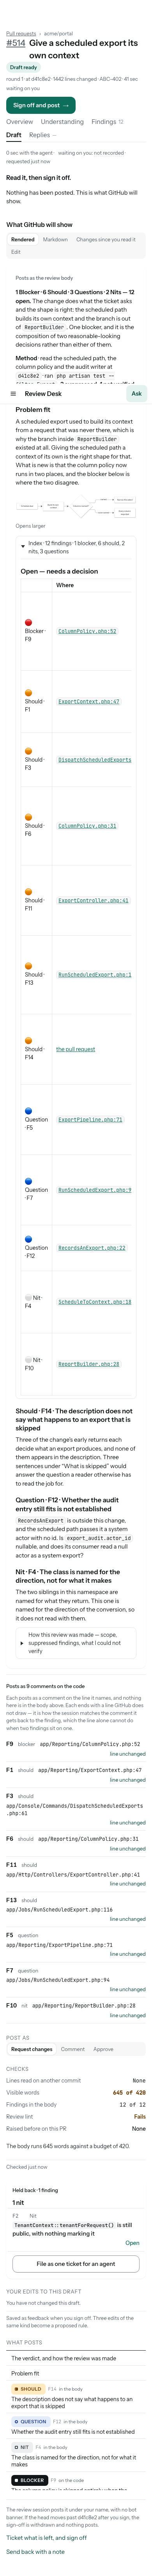 Pull requests › acme/portal
#514 Give a scheduled export its
own context
Draft ready
round 1 · at d41c8e2 · 1442 lines changed · ABC-402 · 41 sec
waiting on you
Sign off and post →
Overview Understanding Findings 12
Draft Replies —
0 sec with the agent · waiting on you: not recorded ·
requested just now
Read it, then sign it off.
Nothing has been posted. This is what GitHub will
show.
What GitHub will show
Rendered Markdown Changes since you read it
Edit
Posts as the review body
1 Blocker · 6 Should · 3 Questions · 2 Nits — 12
open. The one thing that decides what the
author does first is the shape is right: the scheduled path
builds its own context, and the branch is out
of ReportBuilder. One blocker, and it is the
composition of two things that are each
reasonable rather than either of them.
Method: read the scheduled path, the
column policy and the audit writer at
Review Desk Ask
Problem fit
A scheduled export used to build its context
from a request that was never there, which is
why the branch inside ReportBuilder
existed at all. Giving the two paths a context
of their own is the right shape for that.
What is new is that the column policy now
runs in two places, and the blocker below is
where the two disagree.
Opens larger
Index · 12 findings · 1 blocker, 6 should, 2
nits, 3 questions
Open — needs a decision
Where
Blocker ·
F9
ColumnPolicy.php:52
Should ·
F1
ExportContext.php:47
Should ·
F3
DispatchScheduledExports
Should ·
F6
ColumnPolicy.php:31
Should ·
F11
ExportController.php:41
Should ·
F13
RunScheduledExport.php:1
Should ·
F14
the pull request
Question
· F5
ExportPipeline.php:71
Question
· F7
RunScheduledExport.php:9
Question
· F12
RecordsAnExport.php:22
Nit ·
F4
ScheduleToContext.php:18
Nit ·
F10
ReportBuilder.php:28
Should · F14 · The description does not
say what happens to an export that is
skipped
Three of the change's early returns each
decide what an export produces, and none of
them appears in the description. Three
sentences under "What is skipped" would
answer the question a reader otherwise has
to read the job for.
Question · F12 · Whether the audit
entry still fits is not established
RecordsAnExport is outside this change,
and the scheduled path passes it a system
actor with no id. Is export_audit.actor_id
nullable, and does its consumer read a null
actor as a system export?
Nit · F4 · The class is named for the
direction, not for what it makes
The two siblings in this namespace are
named for what they return. This one is
named for the direction of the conversion, so
it does not read with them.
How this review was made — scope,
suppressed findings, what I could not
verify
Posts as 9 comments on the code
Each posts as a comment on the line it names, and nothing
in it is in the body above. Each ends with a line GitHub does
not draw — it is how the session matches the comment it
gets back to the finding, which the line alone cannot do
when two findings sit on one.
F9 blocker app/Reporting/ColumnPolicy.php:52
line unchanged
F1 should app/Reporting/ExportContext.php:47
line unchanged
F3 should
app/Console/Commands/DispatchScheduledExports
.php:61
line unchanged
F6 should app/Reporting/ColumnPolicy.php:31
line unchanged
F11 should
app/Http/Controllers/ExportController.php:41
line unchanged
F13 should
app/Jobs/RunScheduledExport.php:116
line unchanged
F5 question
app/Reporting/ExportPipeline.php:71
line unchanged
F7 question
app/Jobs/RunScheduledExport.php:94
line unchanged
F10 nit app/Reporting/ReportBuilder.php:28
line unchanged
POST AS
Request changes Comment Approve
CHECKS
Lines read on another commit None
Visible words 645 of 420
Findings in the body 12 of 12
Review lint Fails
Raised before on this PR None
The body runs 645 words against a budget of 420.
Checked just now
Held back · 1 finding
1 nit
F2 Nit
TenantContext::tenantForRequest() is still
public, with nothing marking it
Open
File as one ticket for an agent
YOUR EDITS TO THIS DRAFT
You have not changed this draft.
Saved as feedback when you sign off. Three edits of the
same kind become a proposed rule.
WHAT POSTS
The verdict, and how the review was made
Problem fit
SHOULD F14 in the body
The description does not say what happens to an
export that is skipped
QUESTION F12 in the body
Whether the audit entry still fits is not established
NIT F4 in the body
The class is named for the direction, not for what it
makes
BLOCKER F9 on the code
The review session posts it under your name, with no bot
banner. If the head moves past d41c8e2 after you sign, the
sign-off is withdrawn and nothing posts.
Ticket what is left, and sign off
Send back with a note